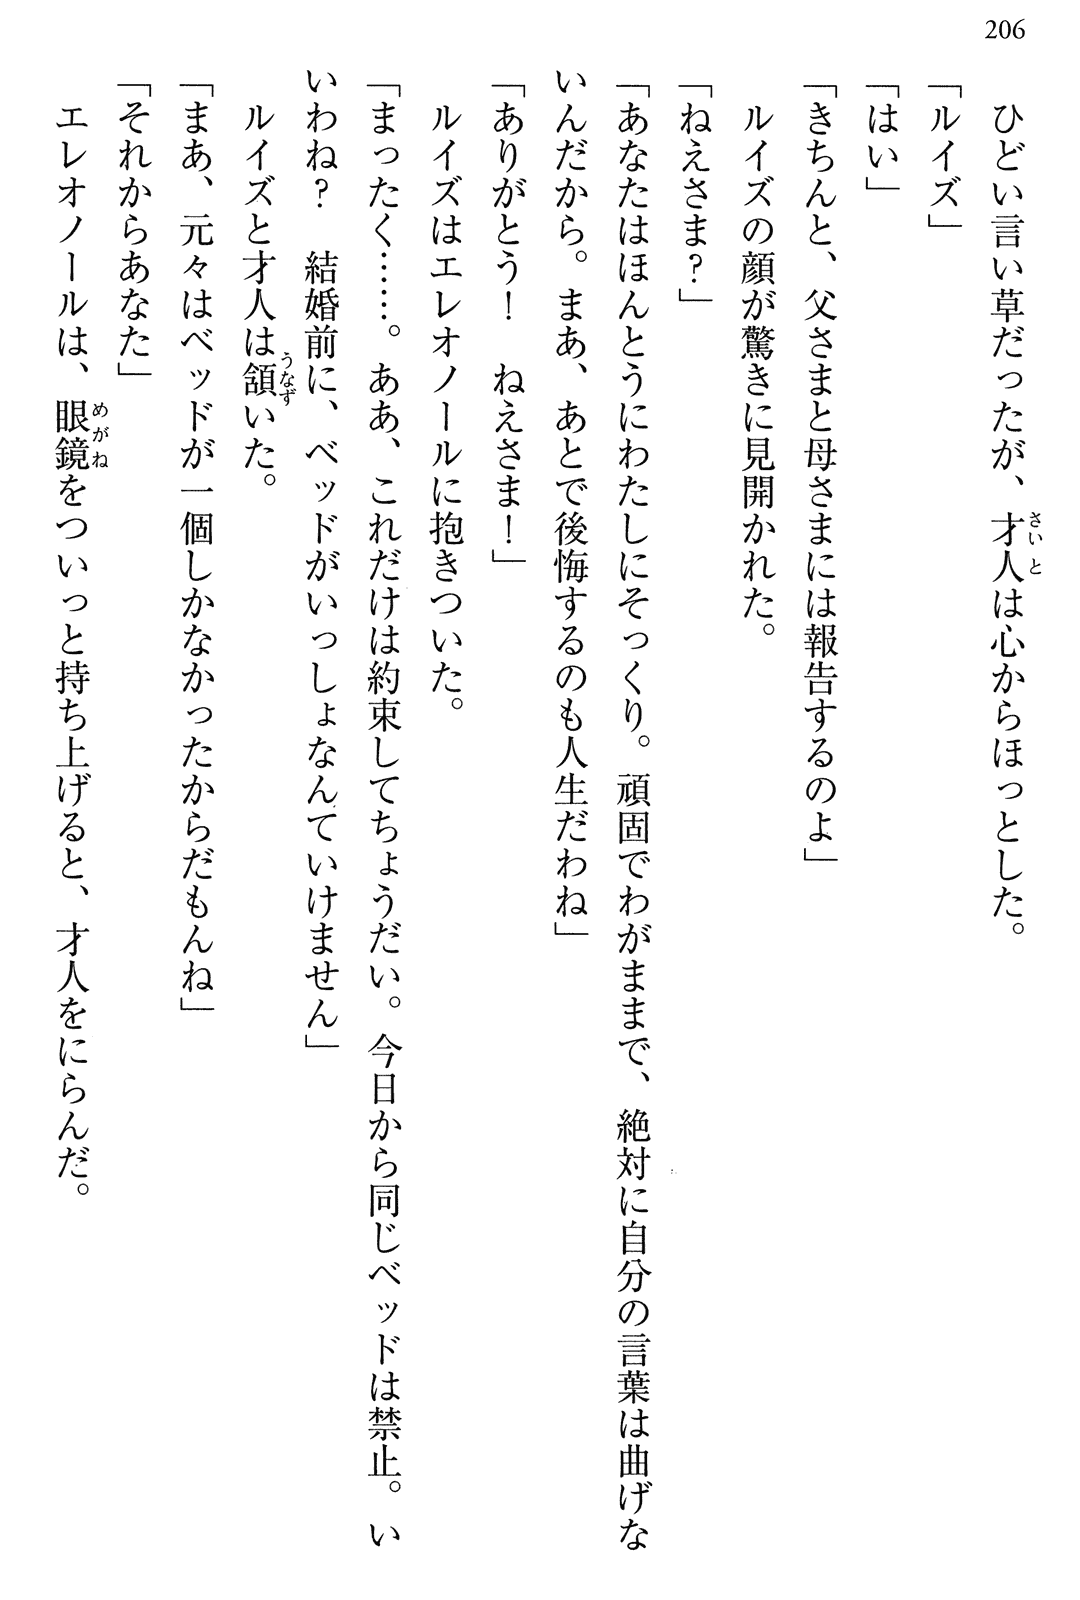 206
ひどい言い草だったが、才人は心からほっとした。
「ルイズ」
「はい」
「きちんと、父さまと母さまには報告するのよ」
ルイズの顔が驚きに見開かれた。
「ねえさま?」
「あなたはほんとうにわたしにそっくり。頑固でわがままで、絶対に自分の言葉は曲げな
いんだから。まあ、あとで後悔するのも人生だわね」
「ありがとう! ねえさま!」
ルイズはエレオノールに抱きついた。
「まったく……。ああ、これだけは約束してちょうだい。今日から同じベッドは禁止。い
いわね? 結婚前に、ベッドがいっしょなんていけません」
ルイズと才人は頷いた。
「まあ、元々はベッドが一個しかなかったからだもんね」
「それからあなた」
エレオノールは、眼鏡をついっと持ち上げると、才人をにらんだ。
さいと
うなず
めがね